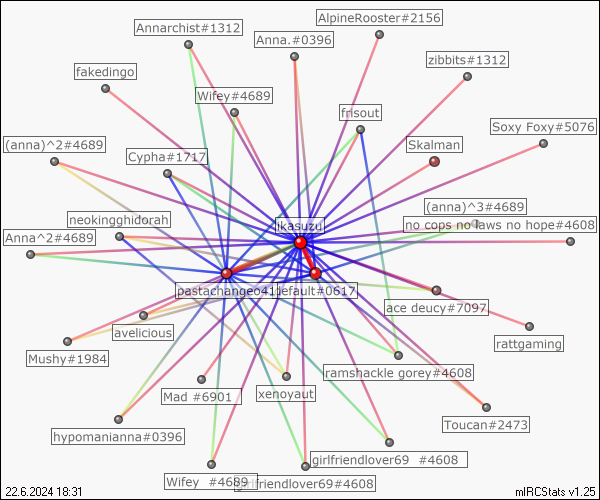 AlpineRooster#2156
Annarchist#1312
Anna.#0396
zibbits#1312
fakedingo
Wifey#4689
frisout
Soxy Foxy#5076
(anna)^2#4689
Cypha#1717
Skalman
(anna)^3#4689
neokingghidorah
ikasuzu
no cops no laws no hope#4608
Anna^2#4689
default#0617
ace deucy#7097
avelicious
rattgaming
Mushy#1984
ramshackle gorey#4608
Mad #6901
xenoyaut
Toucan#2473
hypomanianna#0396
girlfriendlover69 #4608
Wifey #4689
girlfriendlover69#4608
22.6.2024 18:31
mIRCStats v1.25